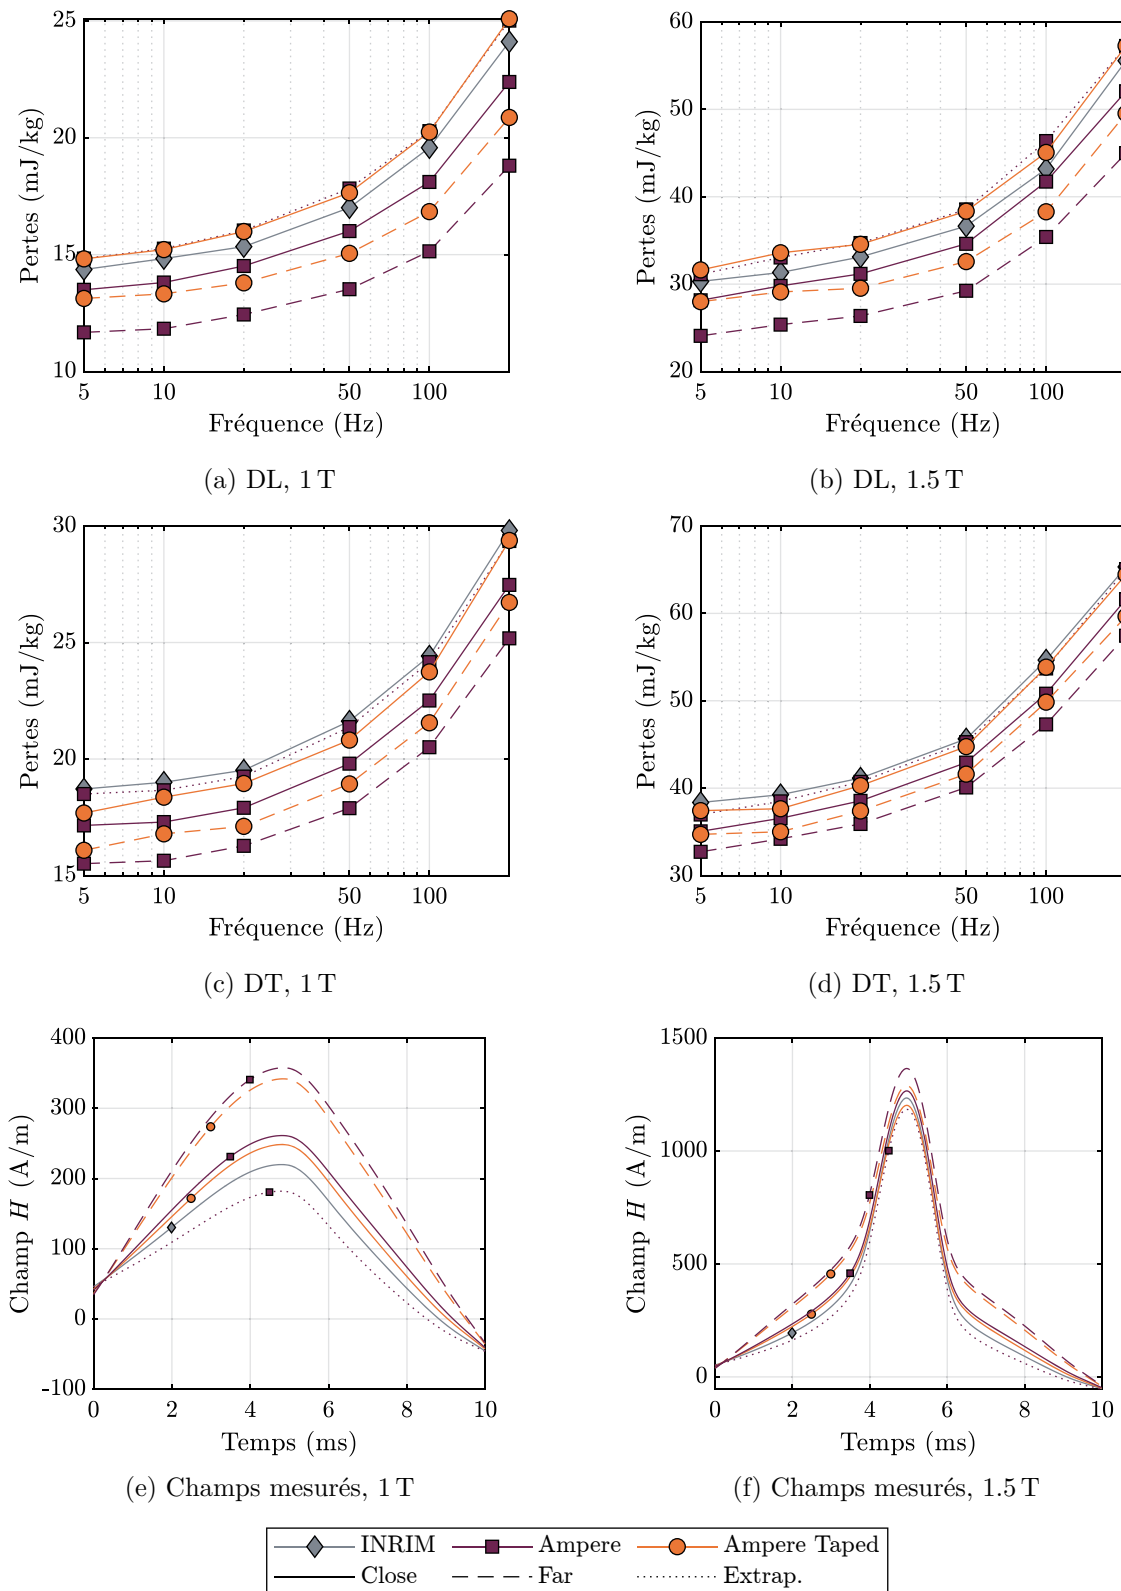 25
20
15
10
Pertes (mJ/kg)
5 10 20 50 100
Fréquence (Hz)
(a) DL, 1 T
60
50
40
30
20
Pertes (mJ/kg)
5 10 20 50 100
Fréquence (Hz)
(b) DL, 1.5 T
30
25
20
15
Pertes (mJ/kg)
5 10 20 50 100
Fréquence (Hz)
(c) DT, 1 T
70
60
50
40
30
Pertes (mJ/kg)
5 10 20 50 100
Fréquence (Hz)
(d) DT, 1.5 T
400
300
200
100
0
-100
Champ H (A/m)
0 2 4 6 8 10
Temps (ms)
(e) Champs mesurés, 1 T
1500
1000
500
0
Champ H (A/m)
0 2 4 6 8 10
Temps (ms)
(f) Champs mesurés, 1.5 T
INRIM Ampere Ampere Taped
Close Far Extrap.